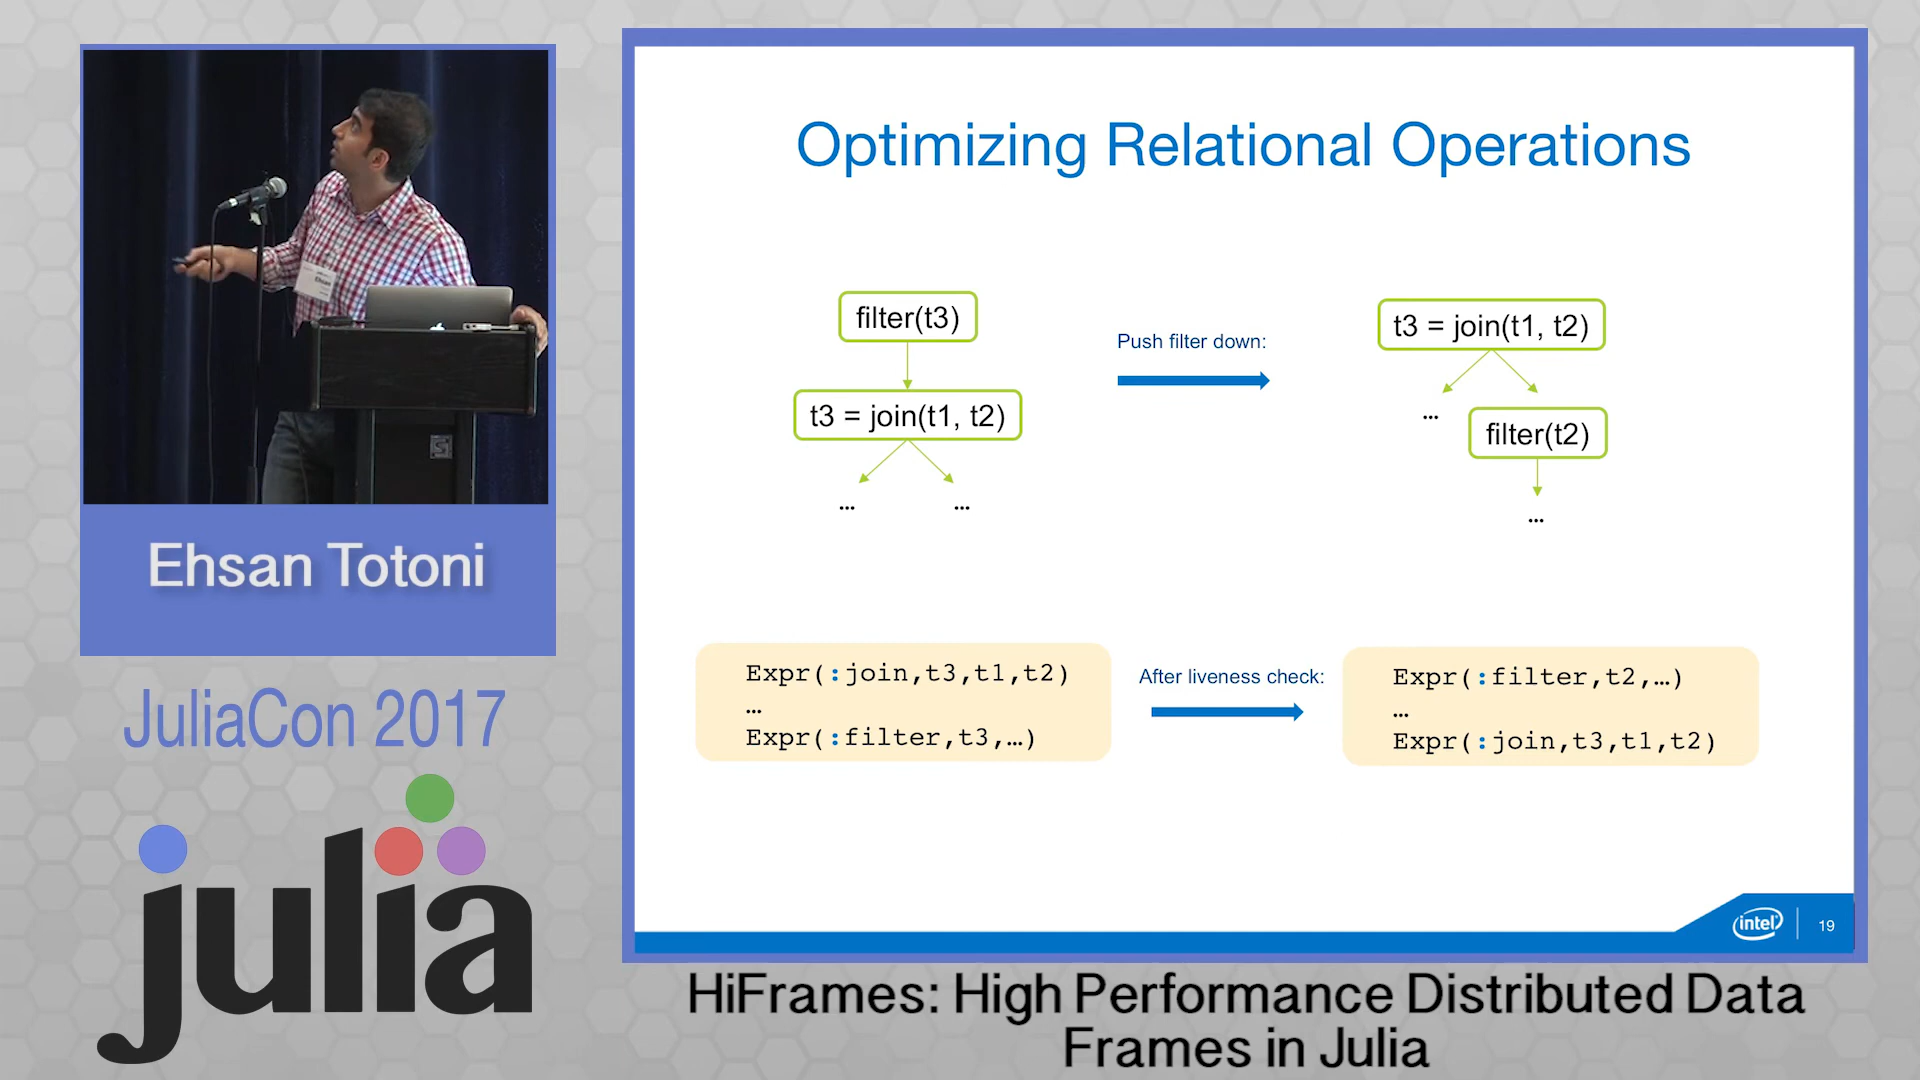 Optimizing Relational Operations
filter(t3)
t3 = join(t1, t2)
... ...
Push filter down:
t3 = join(t1, t2)
...
filter(t2)
...
Expr(:join,t3,t1,t2)
…
Expr(:filter,t3,…)
After liveness check:
Expr(:filter,t2,…)
…
Expr(:join,t3,t1,t2)
intel
19
Ehsan
Ehsan Totoni
JuliaCon 2017
julia
HiFrames: High Performance Distributed Data
Frames in Julia